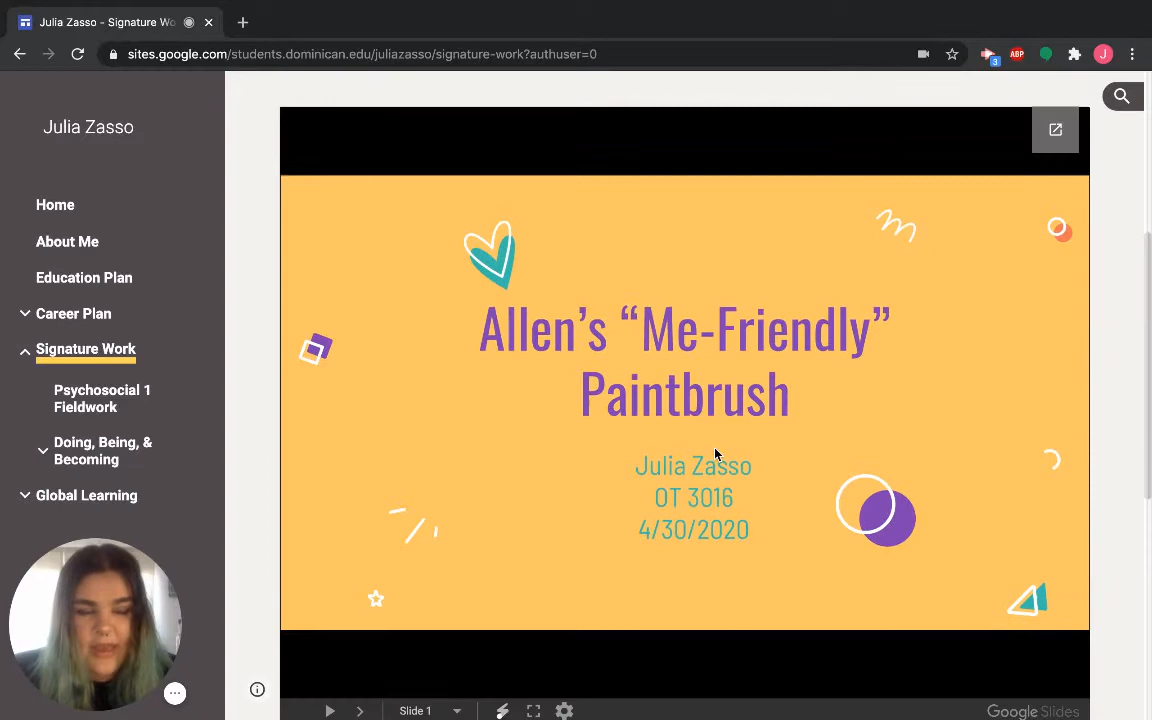 Julia Zasso - Signature Wo
sites.google.com/students.dominican.edu/juliazasso/signature-work?authuser=0
3
ABP
J
Julia Zasso
Home
About Me
Education Plan
Career Plan
Signature Work
Psychosocial 1
Fieldwork
Doing, Being, &
Becoming
Global Learning
Allen’s “Me-Friendly”
Paintbrush
Julia Zasso
OT 3016
4/30/2020
Slide 1
Google Slides